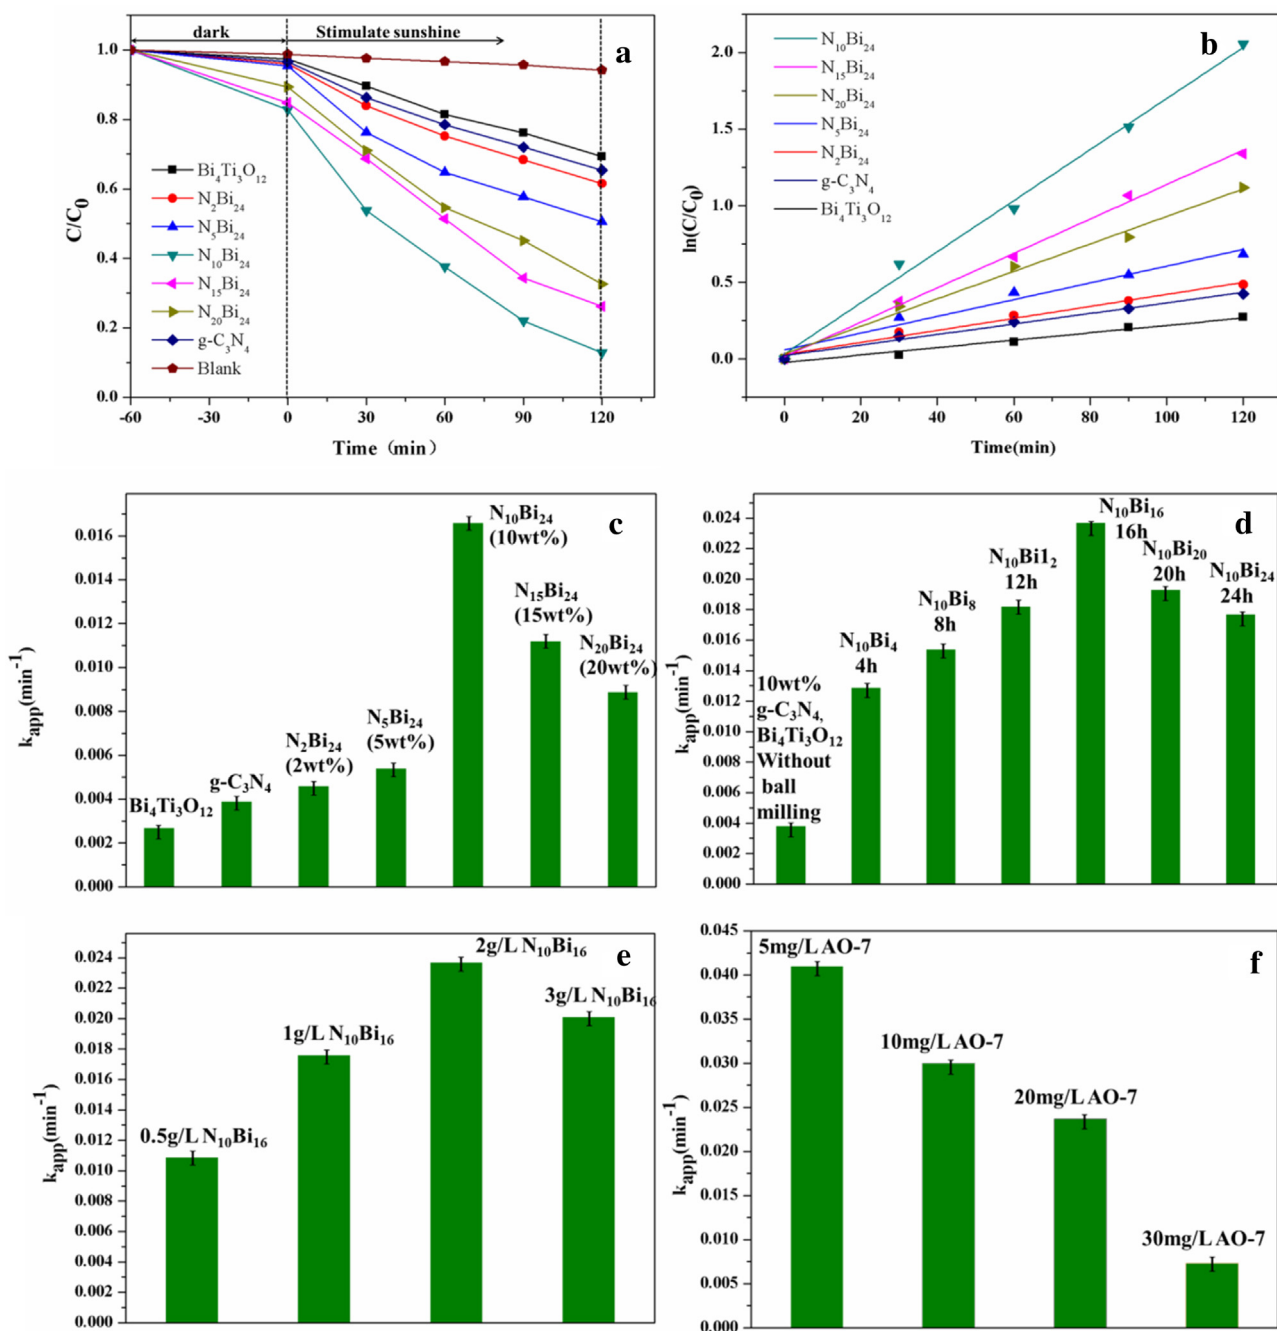 a
dark
Stimulate sunshine
1.0
0.8
0.6
0.4
0.2
0.0
C/C₀
Bi₄Ti₃O₁₂
N₂Bi₂₄
N₅Bi₂₄
N₁₀Bi₂₄
N₁₅Bi₂₄
N₂₀Bi₂₄
g-C₃N₄
Blank
-60 -30 0 30 60 90 120
Time (min)
b
N₁₀Bi₂₄
N₁₅Bi₂₄
N₂₀Bi₂₄
N₅Bi₂₄
N₂Bi₂₄
g-C₃N₄
Bi₄Ti₃O₁₂
2.0
1.5
1.0
0.5
0.0
ln(C/C₀)
0 20 40 60 80 100 120
Time(min)
c
0.016
0.014
0.012
0.010
0.008
0.006
0.004
0.002
0.000
kapp(min⁻¹)
Bi₄Ti₃O₁₂
g-C₃N₄
N₂Bi₂₄
(2wt%)
N₅Bi₂₄
(5wt%)
N₁₀Bi₂₄
(10wt%)
N₁₅Bi₂₄
(15wt%)
N₂₀Bi₂₄
(20wt%)
d
0.024
0.022
0.020
0.018
0.016
0.014
0.012
0.010
0.008
0.006
0.004
0.002
0.000
kapp(min⁻¹)
10wt%
g-C₃N₄,
Bi₄Ti₃O₁₂
Without
ball
milling
N₁₀Bi₄
4h
N₁₀Bi₈
8h
N₁₀Bi1₂
12h
N₁₀Bi₁₆
16h
N₁₀Bi₂₀
20h
N₁₀Bi₂₄
24h
e
0.024
0.022
0.020
0.018
0.016
0.014
0.012
0.010
0.008
0.006
0.004
0.002
0.000
kapp(min⁻¹)
0.5g/L N₁₀Bi₁₆
1g/L N₁₀Bi₁₆
2g/L N₁₀Bi₁₆
3g/L N₁₀Bi₁₆
f
0.045
0.040
0.035
0.030
0.025
0.020
0.015
0.010
0.005
0.000
kapp(min⁻¹)
5mg/L AO-7
10mg/L AO-7
20mg/L AO-7
30mg/L AO-7